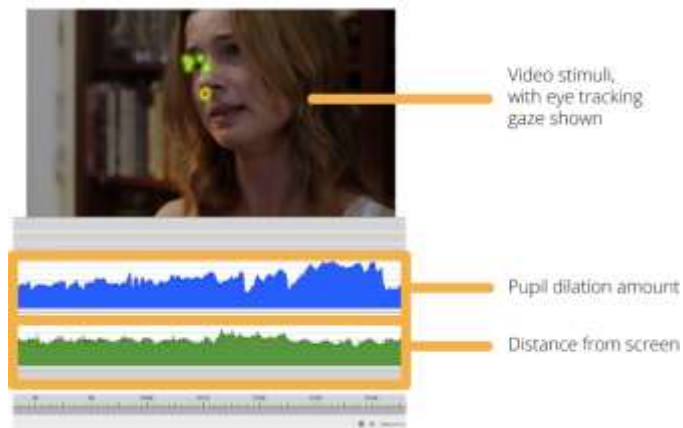 Video stimuli,
with eye tracking
gaze shown
Pupil dilation amount
Distance from screen